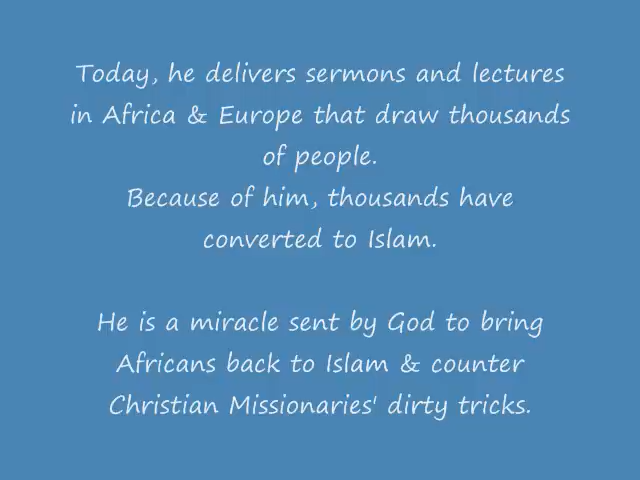 Today, he delivers sermons and lectures
in Africa & Europe that draw thousands
of people.
Because of him, thousands have
converted to Islam.
He is a miracle sent by God to bring
Africans back to Islam & counter
Christian Missionaries' dirty tricks.